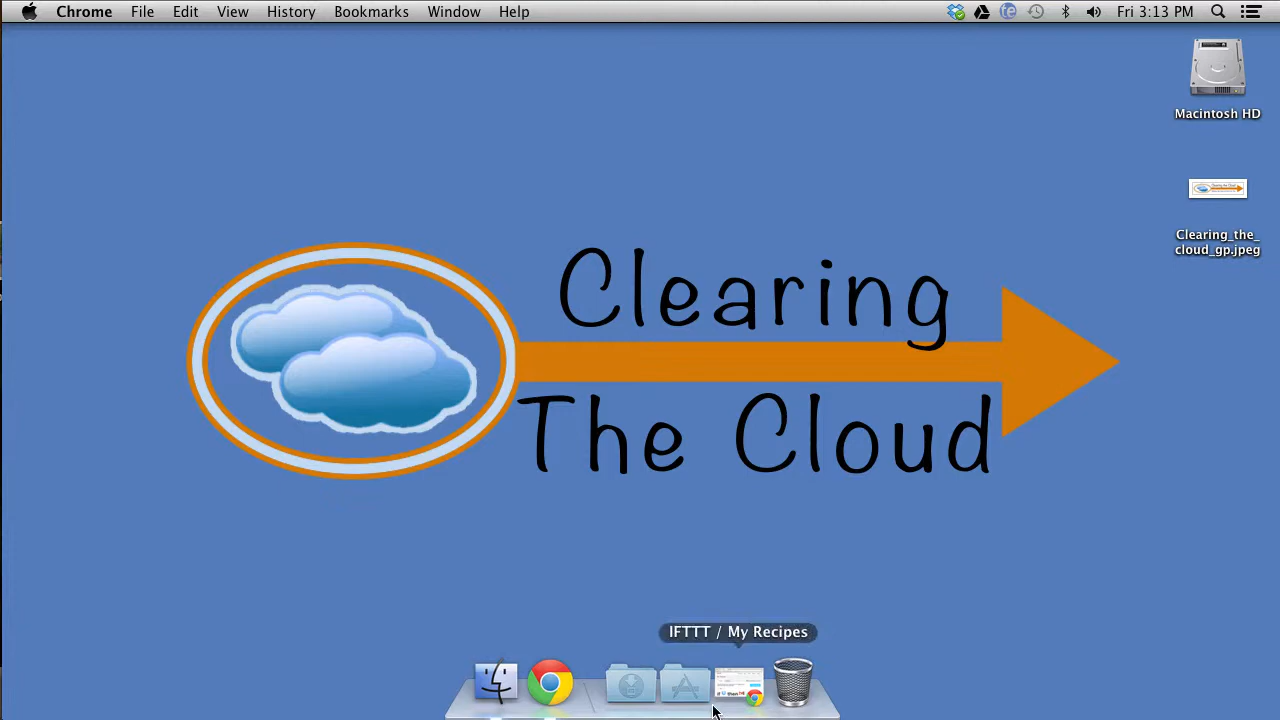 Chrome File Edit View History Bookmarks Window Help Fri 3:13 PM
Macintosh HD
Clearing_the_
cloud_gp.jpeg
Clearing
The Cloud
IFTTT / My Recipes